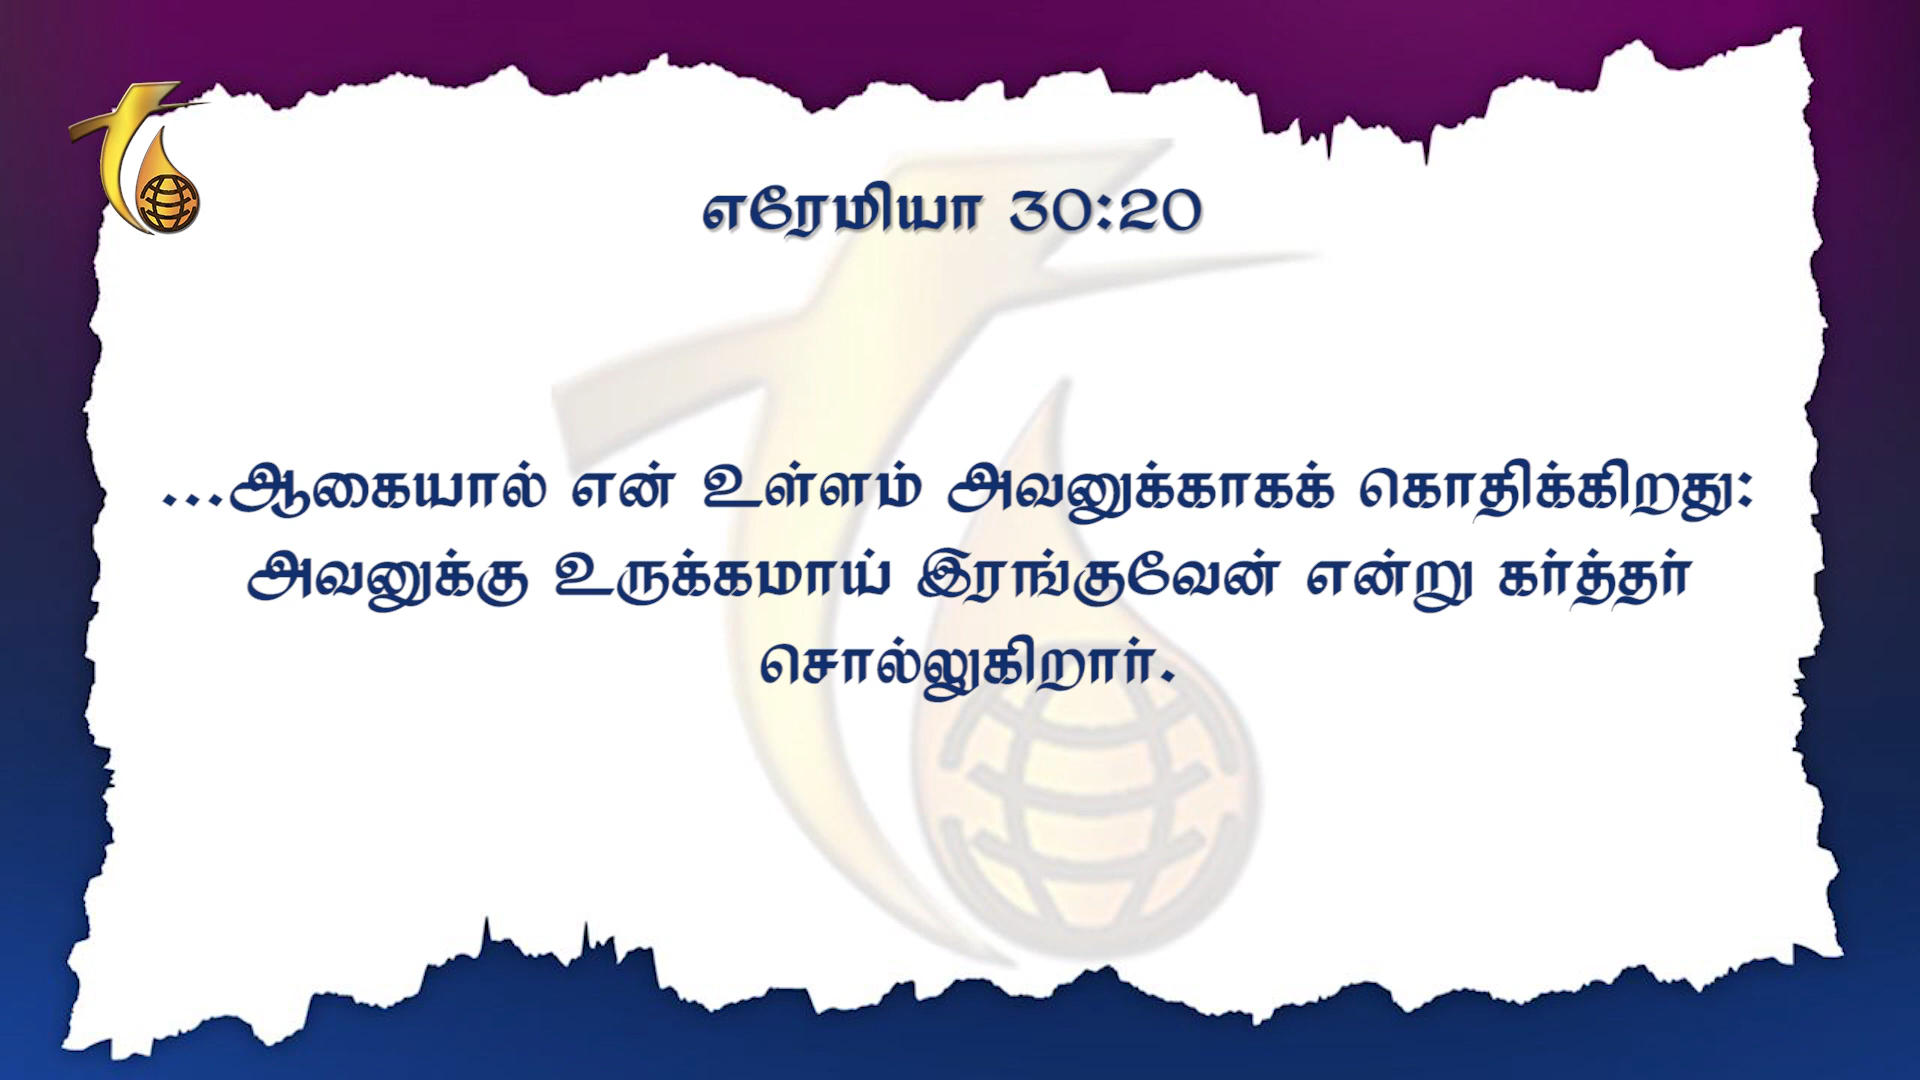 எரேமியா 30:20
...ஆகையால் என் உள்ளம் அவனுக்காகக் கொதிக்கிறது:
அவனுக்கு உருக்கமாய் இரங்குவேன் என்று கர்த்தர்
சொல்லுகிறார்.